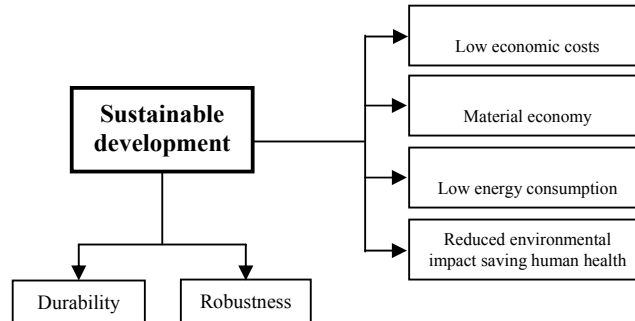 Low economic costs
Sustainable
development
Material economy
Low energy consumption
Reduced environmental
impact saving human health
Durability
Robustness